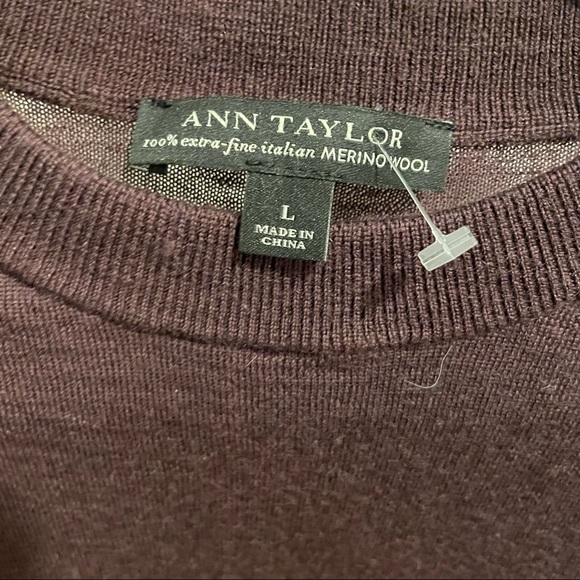 ANN TAYLOR
100% extra-fine italian MERINO WOOL
L
MADE IN
CHINA